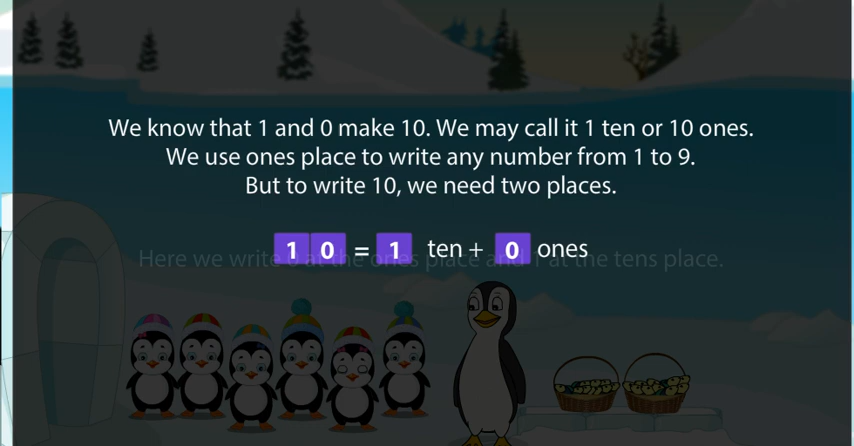 We know that 1 and 0 make 10. We may call it 1 ten or 10 ones.
We use ones place to write any number from 1 to 9.
But to write 10, we need two places.
1 0 = 1 ten + 0 ones
Here we write 0 at the ones place and 1 at the tens place.